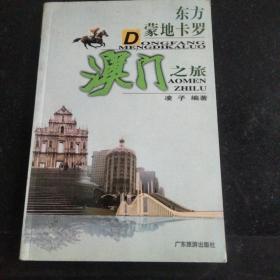 东方
蒙地卡罗
DONGFANG
MENGDIKALUO
澳门之旅
AOMEN
ZHILU
凌子 编著
广东旅游出版社